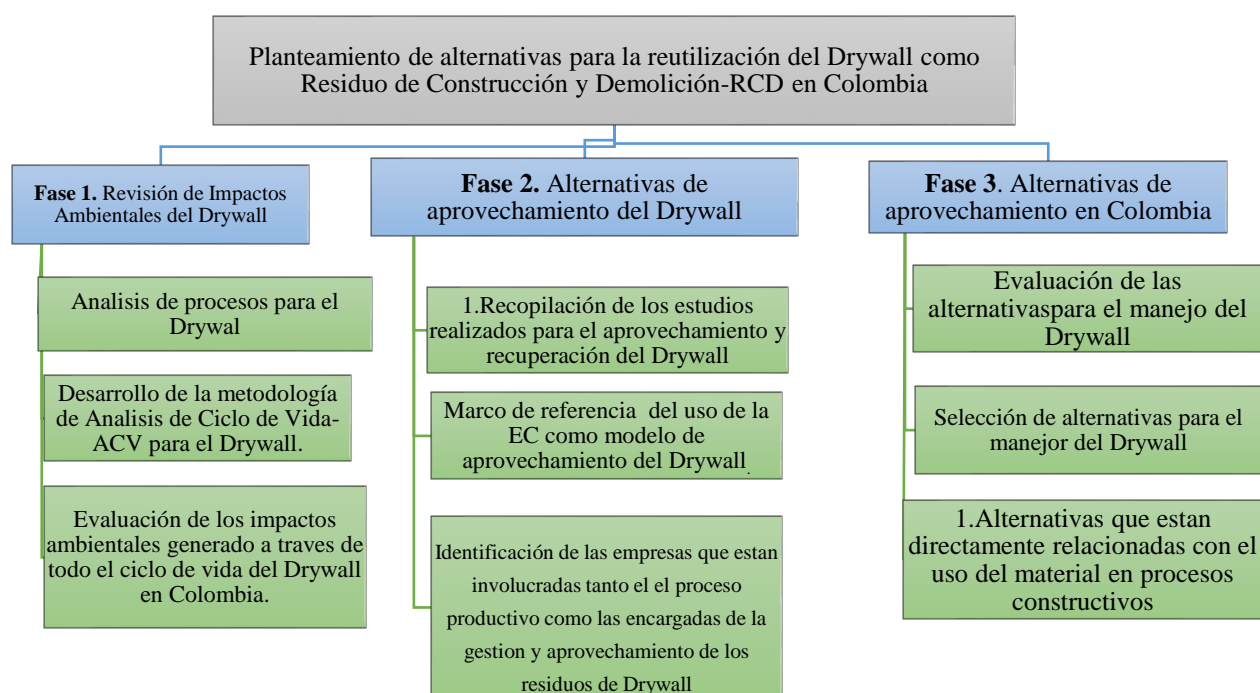 Planteamiento de alternativas para la reutilización del Drywall como
Residuo de Construcción y Demolición-RCD en Colombia
Fase 1. Revisión de Impactos
Ambientales del Drywall
Analisis de procesos para el
Drywal
Desarrollo de la metodología
de Analisis de Ciclo de Vida-
ACV para el Drywall.
Evaluación de los impactos
ambientales generado a traves de
todo el ciclo de vida del Drywall
en Colombia.
Fase 2. Alternativas de
aprovechamiento del Drywall
1.Recopilación de los estudios
realizados para el aprovechamiento y
recuperación del Drywall
Marco de referencia del uso de la
EC como modelo de
aprovechamiento del Drywall.
Identificación de las empresas que estan
involucradas tanto el el proceso
productivo como las encargadas de la
gestion y aprovechamiento de los
residuos de Drywall
Fase 3. Alternativas de
aprovechamiento en Colombia
Evaluación de las
alternativaspara el manejo del
Drywall
Selección de alternativas para el
manejor del Drywall
1.Alternativas que estan
directamente relacionadas con el
uso del material en procesos
constructivos